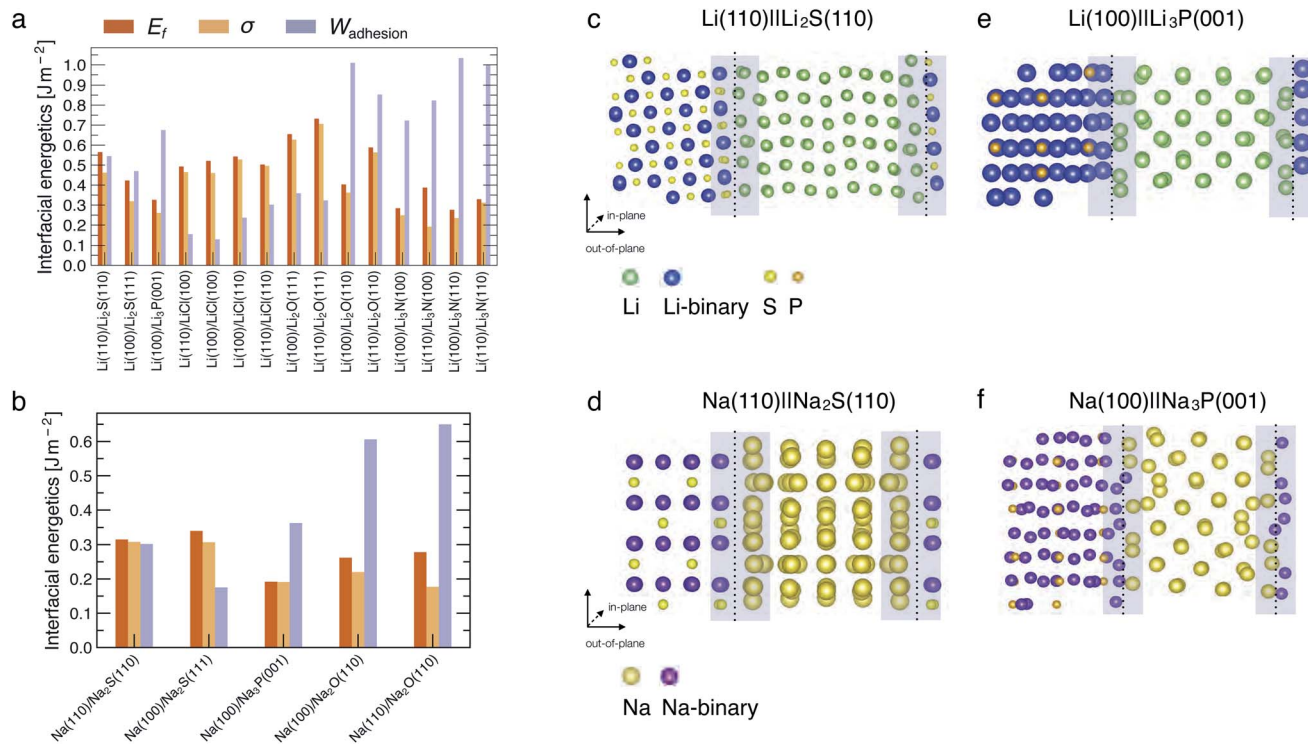 a
E_f σ W_adhesion
Interfacial energetics [Jm⁻²]
1.0
0.9
0.8
0.7
0.6
0.5
0.4
0.3
0.2
0.1
0.0
Li(110)/Li₂S(110)
Li(100)/Li₂S(111)
Li(100)/Li₃P(001)
Li(110)/LiCl(100)
Li(100)/LiCl(100)
Li(100)/LiCl(110)
Li(110)/LiCl(110)
Li(100)/Li₂O(111)
Li(110)/Li₂O(111)
Li(100)/Li₂O(110)
Li(110)/Li₂O(110)
Li(100)/Li₃N(100)
Li(110)/Li₃N(100)
Li(100)/Li₃N(110)
Li(110)/Li₃N(110)
b
Interfacial energetics [Jm⁻²]
0.6
0.5
0.4
0.3
0.2
0.1
0.0
Na(110)/Na₂S(110)
Na(100)/Na₂S(111)
Na(100)/Na₃P(001)
Na(100)/Na₂O(110)
Na(110)/Na₂O(110)
c Li(110)||Li₂S(110)
in-plane
out-of-plane
Li Li-binary S P
d Na(110)||Na₂S(110)
in-plane
out-of-plane
Na Na-binary
e Li(100)||Li₃P(001)
f Na(100)||Na₃P(001)